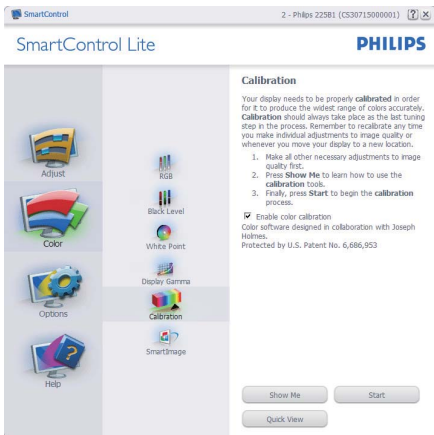 SmartControl
2 - Philips 225B1 (CS30715000001)
? X
SmartControl Lite
PHILIPS
Adjust
Color
Options
Help
RGB
Black Level
White Point
Display Gamma
Calibration
SmartImage
Calibration
Your display needs to be properly calibrated in order
for it to produce the widest range of colors accurately.
Calibration should always take place as the last tuning
step in the process. Remember to recalibrate any time
you make individual adjustments to image quality or
whenever you move your display to a new location.
1. Make all other necessary adjustments to image
quality first.
2. Press Show Me to learn how to use the
calibration tools.
3. Finally, press Start to begin the calibration
process.
Enable color calibration
Color software designed in collaboration with Joseph
Holmes.
Protected by U.S. Patent No. 6,686,953
Show Me
Start
Quick View